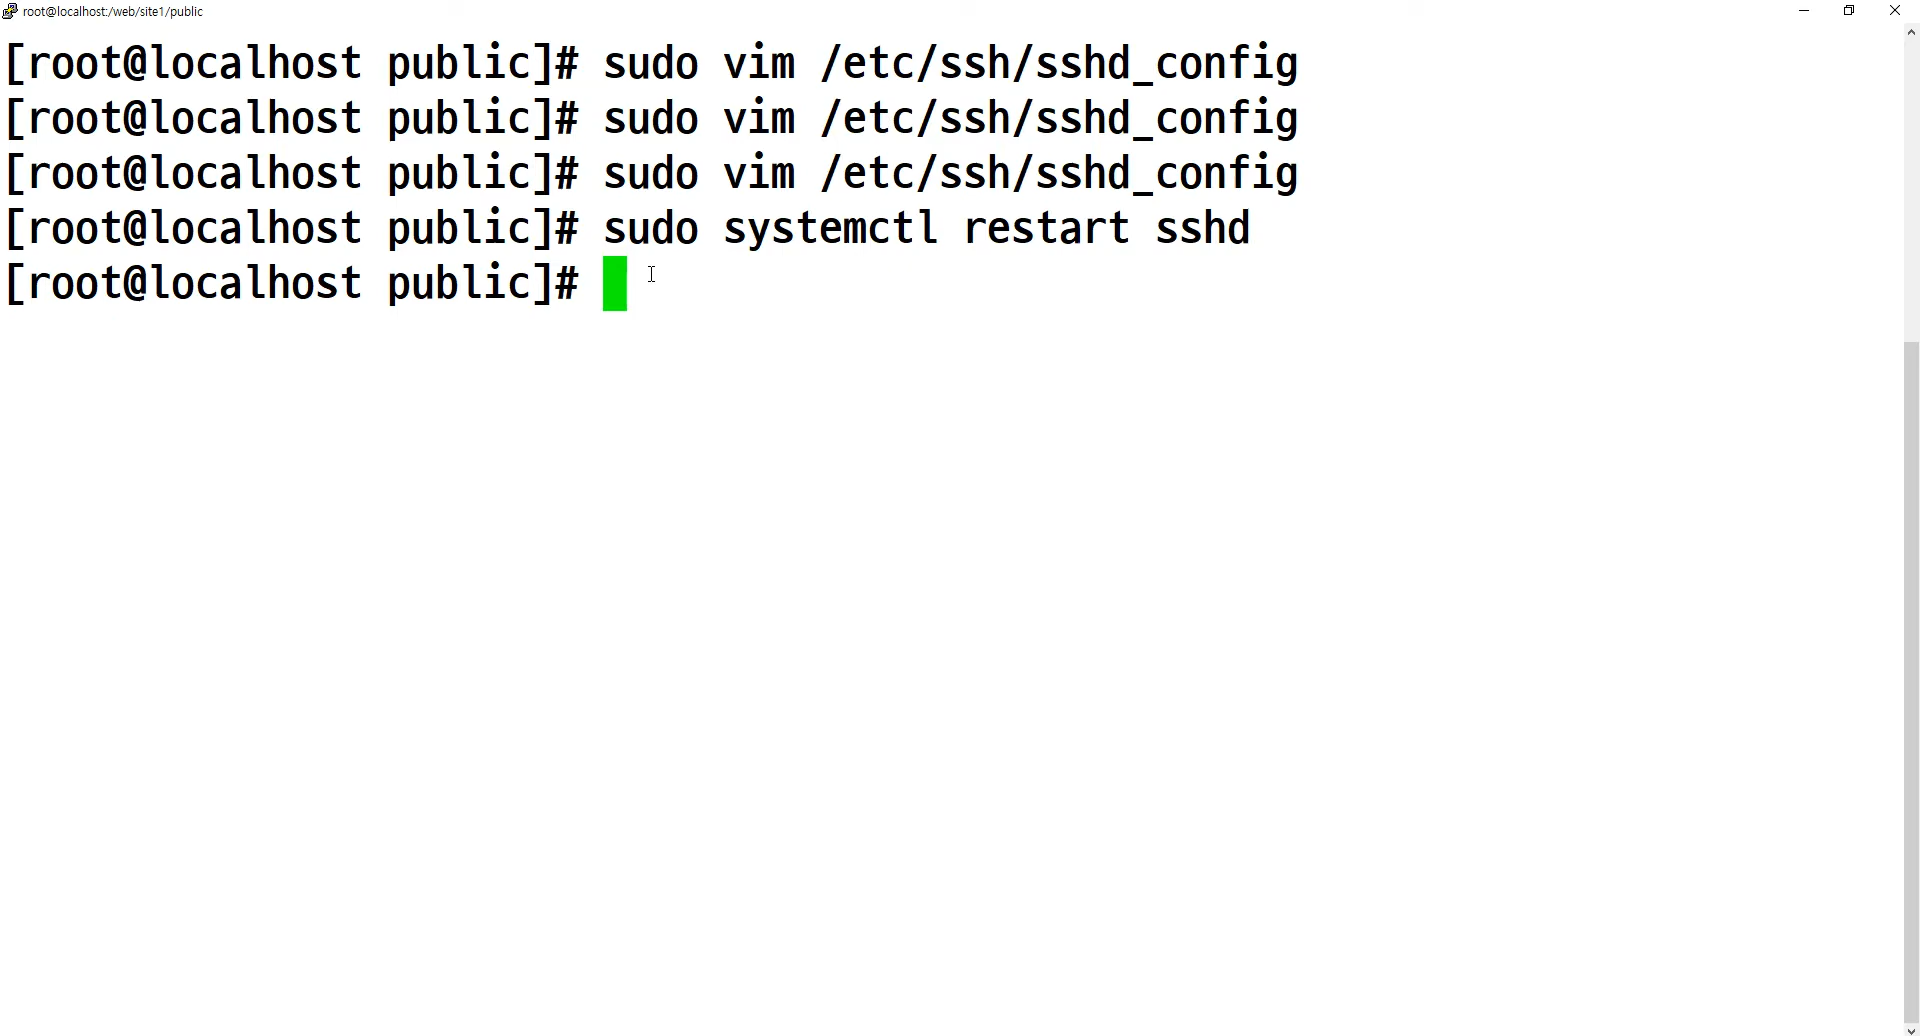 root@localhost:/web/site1/public
[root@localhost public]# sudo vim /etc/ssh/sshd_config
[root@localhost public]# sudo vim /etc/ssh/sshd_config
[root@localhost public]# sudo vim /etc/ssh/sshd_config
[root@localhost public]# sudo systemctl restart sshd
[root@localhost public]#